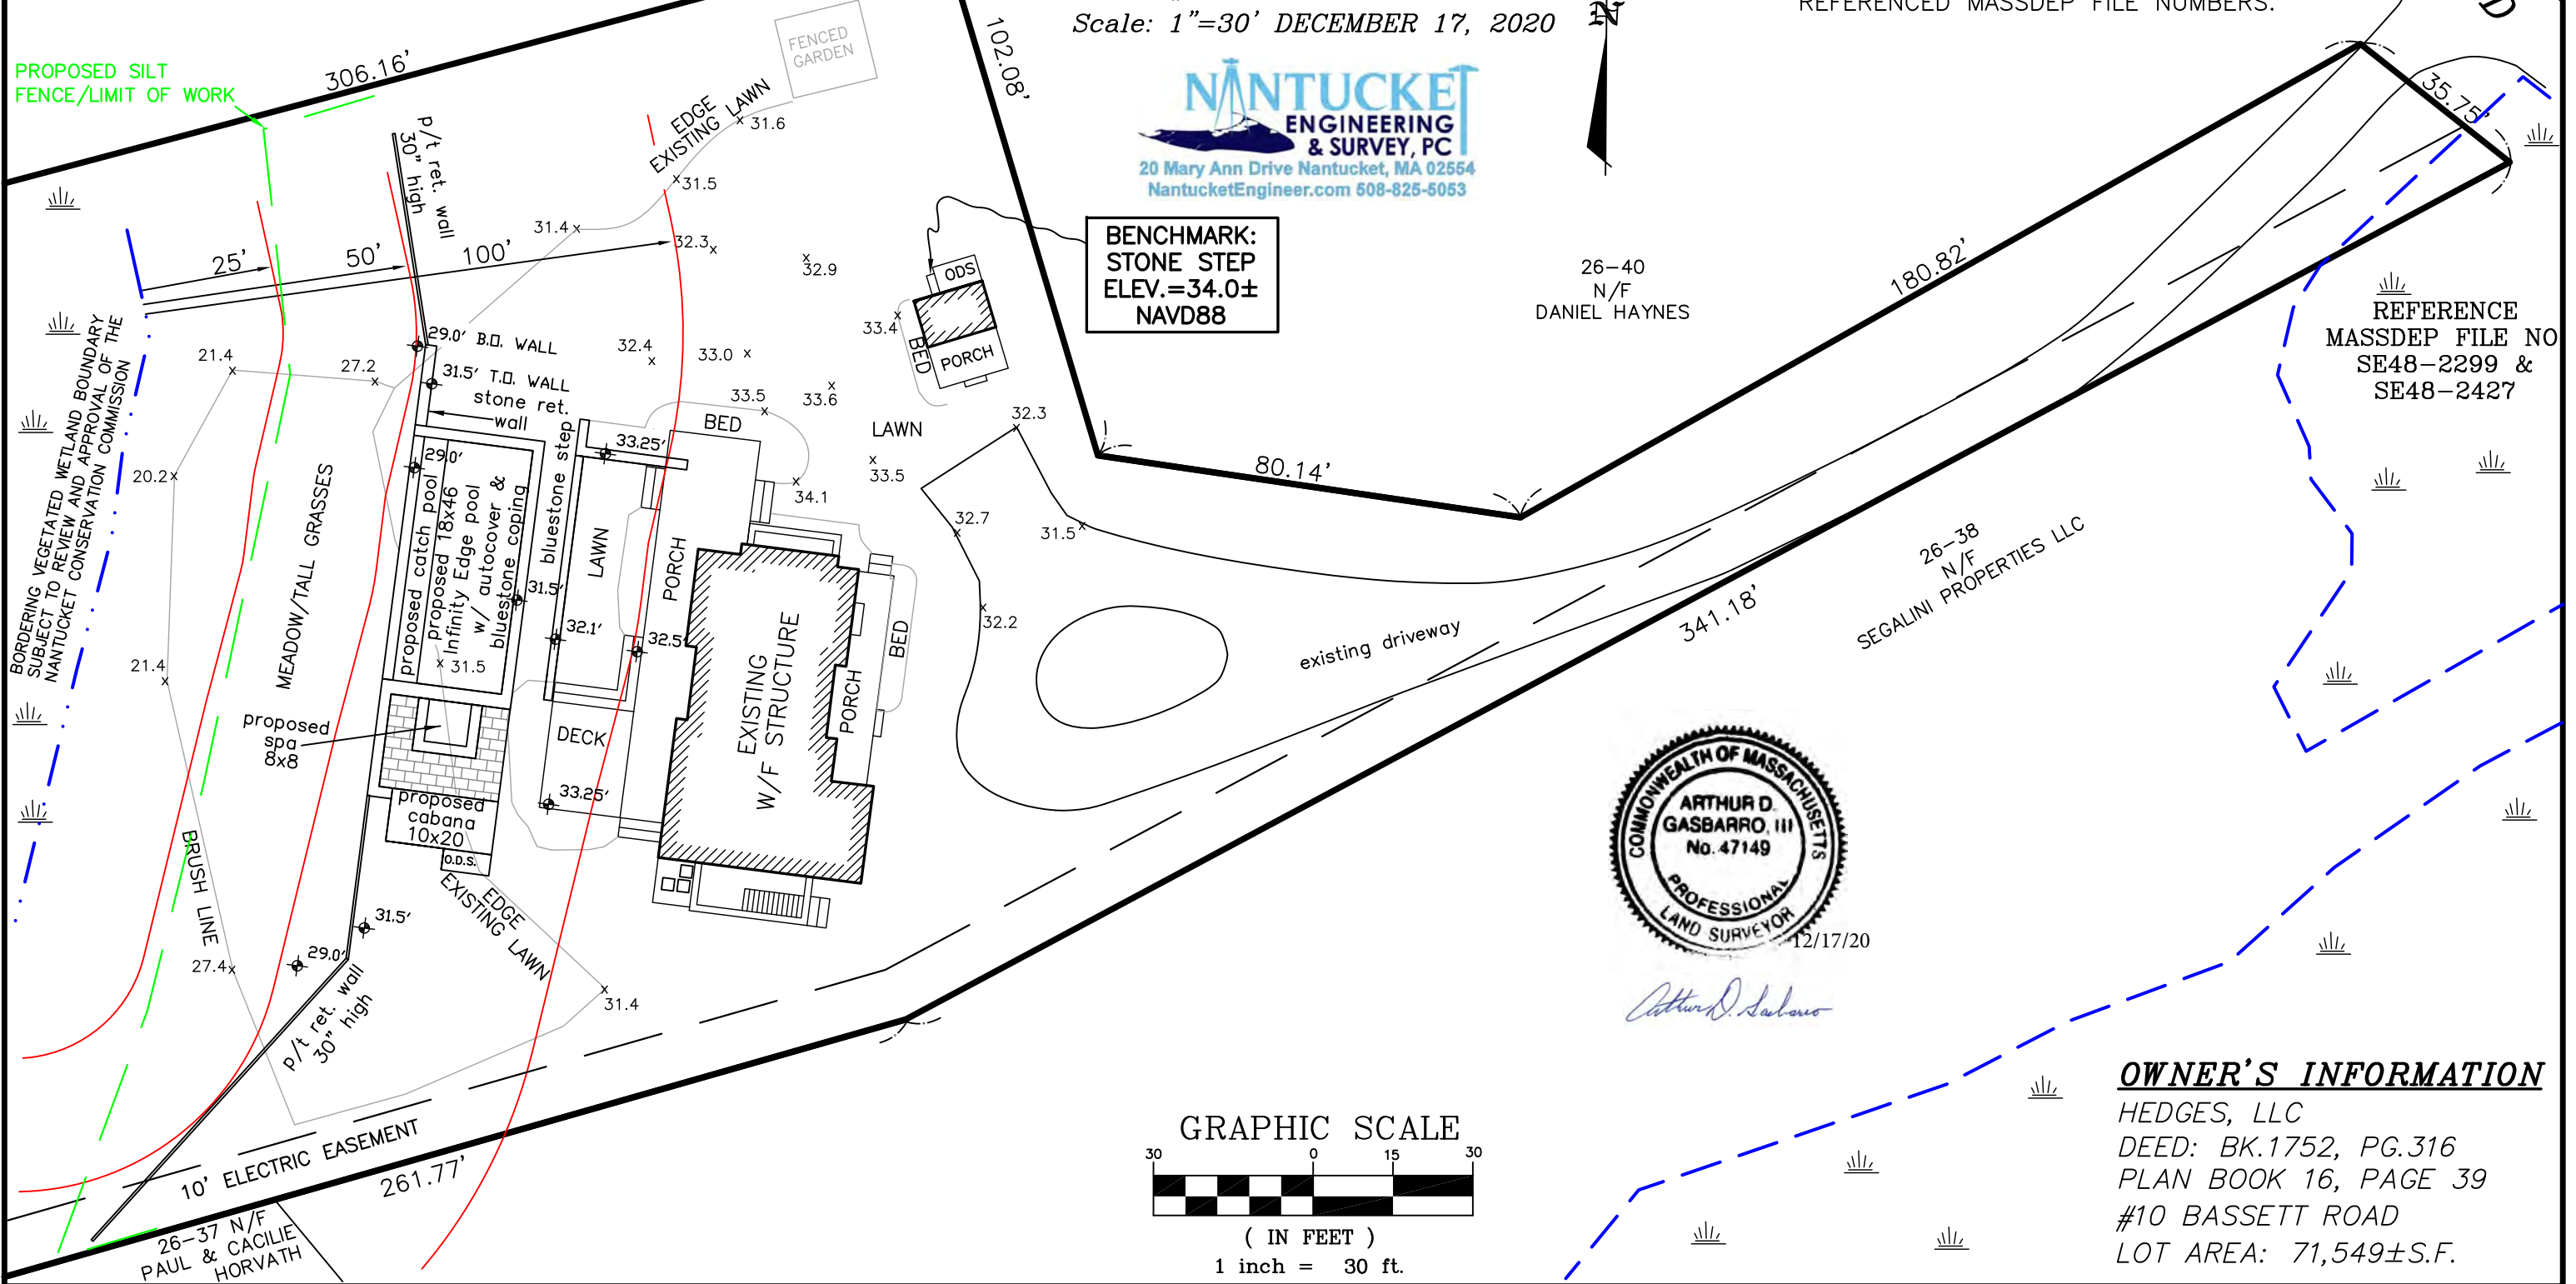 Scale: 1"=30' DECEMBER 17, 2020
N
REFERENCED MASSDEP FILE NUMBERS.
D
NANTUCKET
ENGINEERING
& SURVEY, PC
20 Mary Ann Drive Nantucket, MA 02554
NantucketEngineer.com 508-825-5053
PROPOSED SILT
FENCE/LIMIT OF WORK
306.16'
FENCED
GARDEN
102.08'
35.75'
p/t ret. wall
30" high
EDGE
EXISTING LAWN
31.6
31.5
31.4
32.3
32.9
25'
50'
100'
BENCHMARK:
STONE STEP
ELEV.=34.0±
NAVD88
ODS
PORCH
BED
33.4
26-40
N/F
DANIEL HAYNES
180.82'
REFERENCE
MASSDEP FILE NO
SE48-2299 &
SE48-2427
BORDERING VEGETATED WETLAND BOUNDARY
SUBJECT TO REVIEW AND APPROVAL OF THE
NANTUCKET CONSERVATION COMMISSION
21.4
27.2
29.0' B.O. WALL
31.5' T.O. WALL
stone ret.
wall
32.4
33.0
33.5
33.6
BED
LAWN
33.5
32.3
34.1
33.25'
29.0'
20.2
21.4
MEADOW/TALL GRASSES
proposed catch pool
proposed 18x46
Infinity Edge pool
w/ autocover &
bluestone coping
bluestone step
31.5'
31.5
LAWN
32.1'
32.5'
PORCH
80.14'
32.7
31.5
32.2
EXISTING
W/F STRUCTURE
PORCH
BED
existing driveway
341.18'
26-38
N/F
SEGALINI PROPERTIES LLC
proposed
spa
8x8
DECK
33.25'
proposed
cabana
10x20
O.D.S.
BRUSH LINE
EDGE
EXISTING LAWN
31.5'
29.0'
27.4
31.4
p/t ret. wall
30" high
10' ELECTRIC EASEMENT
261.77'
26-37 N/F
PAUL & CACILIE
HORVATH
COMMONWEALTH OF MASSACHUSETTS
ARTHUR D.
GASBARRO, III
No. 47149
PROFESSIONAL
LAND SURVEYOR
12/17/20
Arthur D. Gasbarro
GRAPHIC SCALE
30 0 15 30
( IN FEET )
1 inch = 30 ft.
OWNER'S INFORMATION
HEDGES, LLC
DEED: BK.1752, PG.316
PLAN BOOK 16, PAGE 39
#10 BASSETT ROAD
LOT AREA: 71,549±S.F.